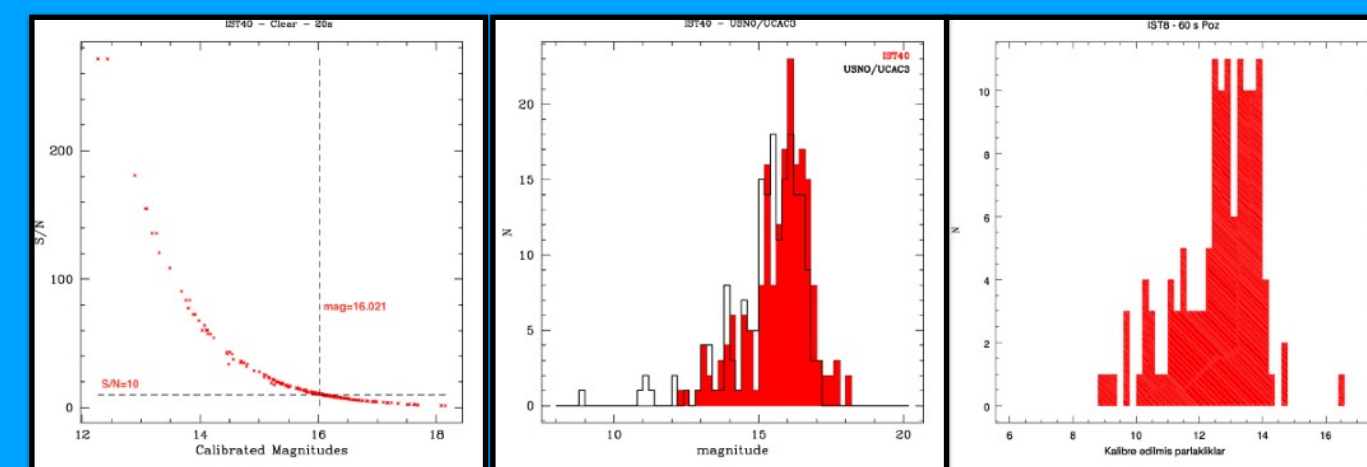 IST40 - Clear - 20s
S/N
200
100
0
mag=16.021
S/N=10
12
14
16
18
Calibrated Magnitudes
IST40 - USNO/UCAC3
IST40
USNO/UCAC3
N
20
15
10
5
0
10
15
20
magnitude
IST8 - 60 s Poz
N
10
8
6
4
2
0
6
8
10
12
14
16
Kalibre edilmis parlakliklar